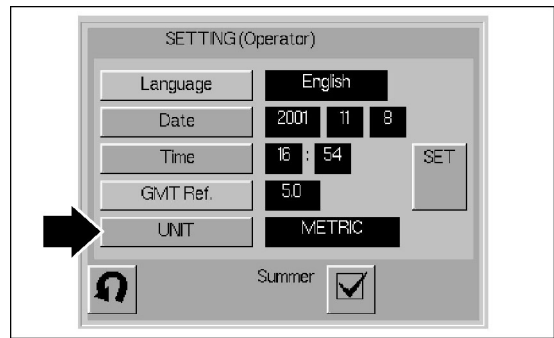 SETTING (Operator)
Language English
Date 2001 11 8
Time 16 : 54 SET
GMT Ref. 5.0
UNIT METRIC
Summer